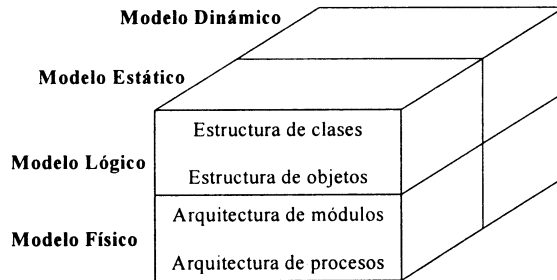 Modelo Dinámico
Modelo Estático
Estructura de clases
Modelo Lógico
Estructura de objetos
Arquitectura de módulos
Modelo Físico
Arquitectura de procesos